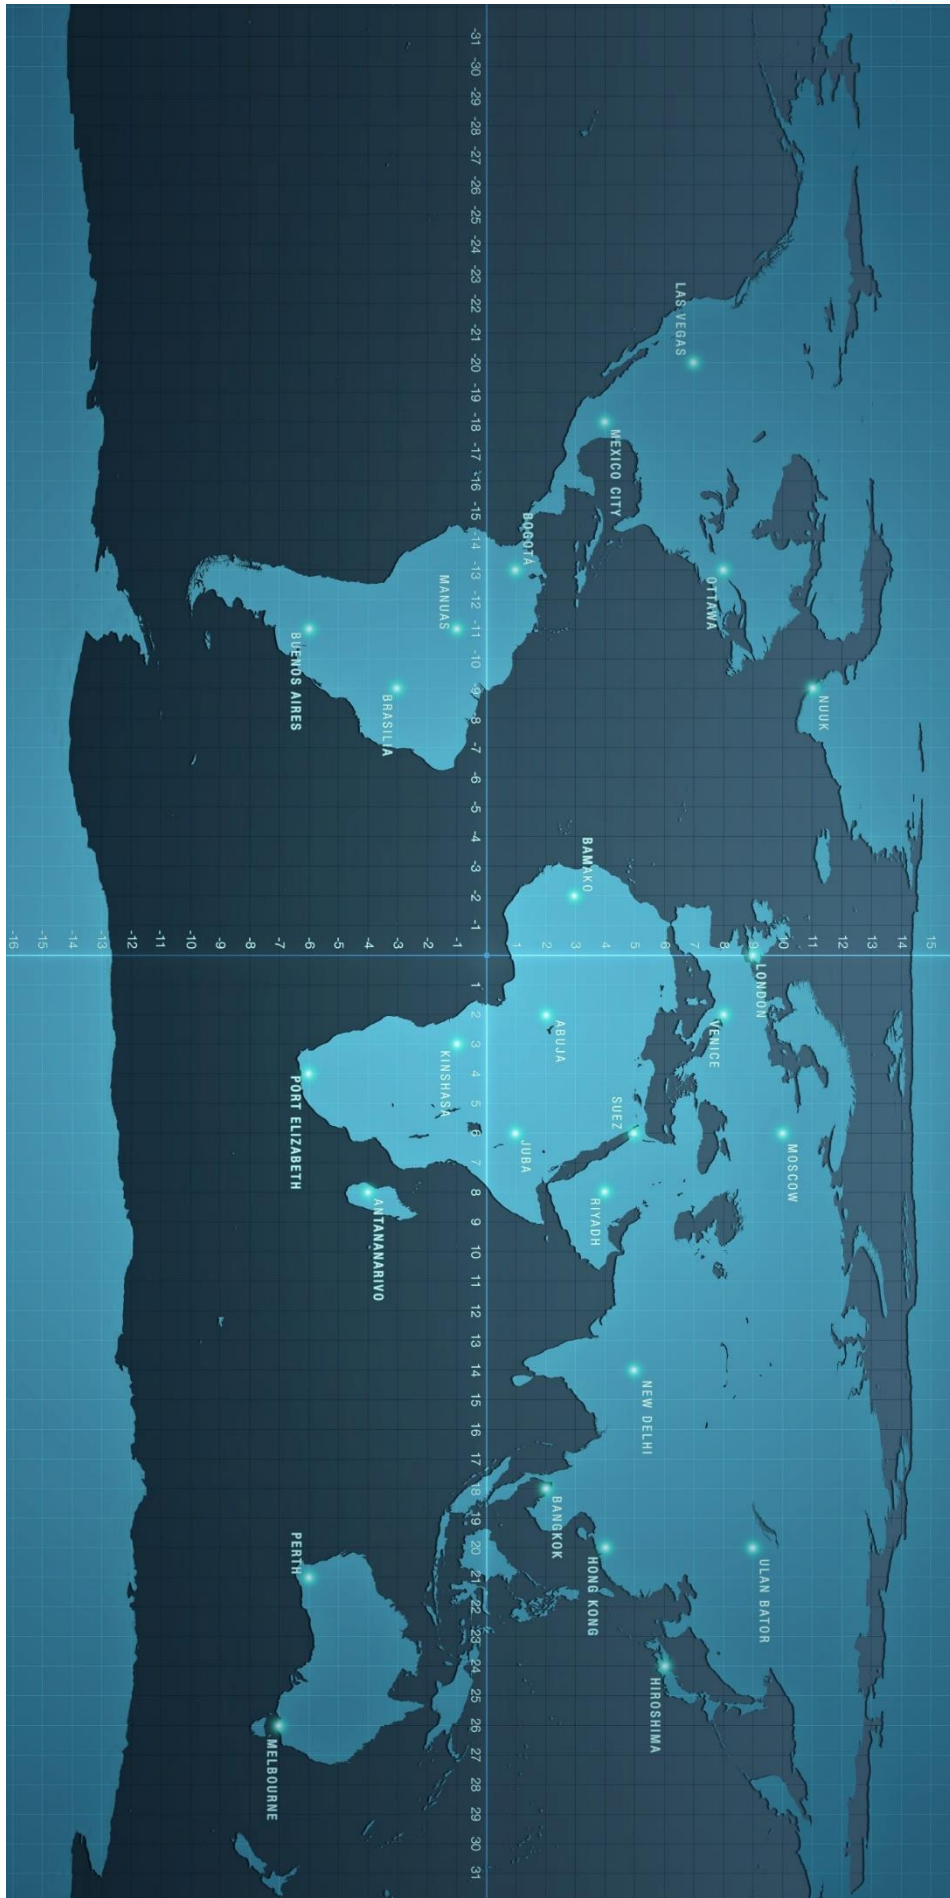 NUUK
MOSCOW
LONDON
ULAN BATOR
VENICE
OTTAWA
LAS VEGAS
HIROSHIMA
NEW DELHI
MEXICO CITY
SUEZ
RIYADH
HONG KONG
BAMAKO
ABUJA
BANGKOK
BOGOTÁ
JUBA
-31 -30 -29 -28 -27 -26 -25 -24 -23 -22 -21 -20 -19 -18 -17 -16 -15 -14 -13 -12 -11 -10 -9 -8 -7 -6 -5 -4 -3 -2 -1 1 2 3 4 5 6 7 8 9 10 11 12 13 14 15 16 17 18 19 20 21 22 23 24 25 26 27 28 29 30 31
MANUAS
KINSHASA
BRASILIA
ANTANANARIVO
BUENOS AIRES
PORT ELIZABETH
PERTH
MELBOURNE
15
14
13
12
11
10
9
8
7
6
5
4
3
2
1
-1
-2
-3
-4
-5
-6
-7
-8
-9
-10
-11
-12
-13
-14
-15
-16